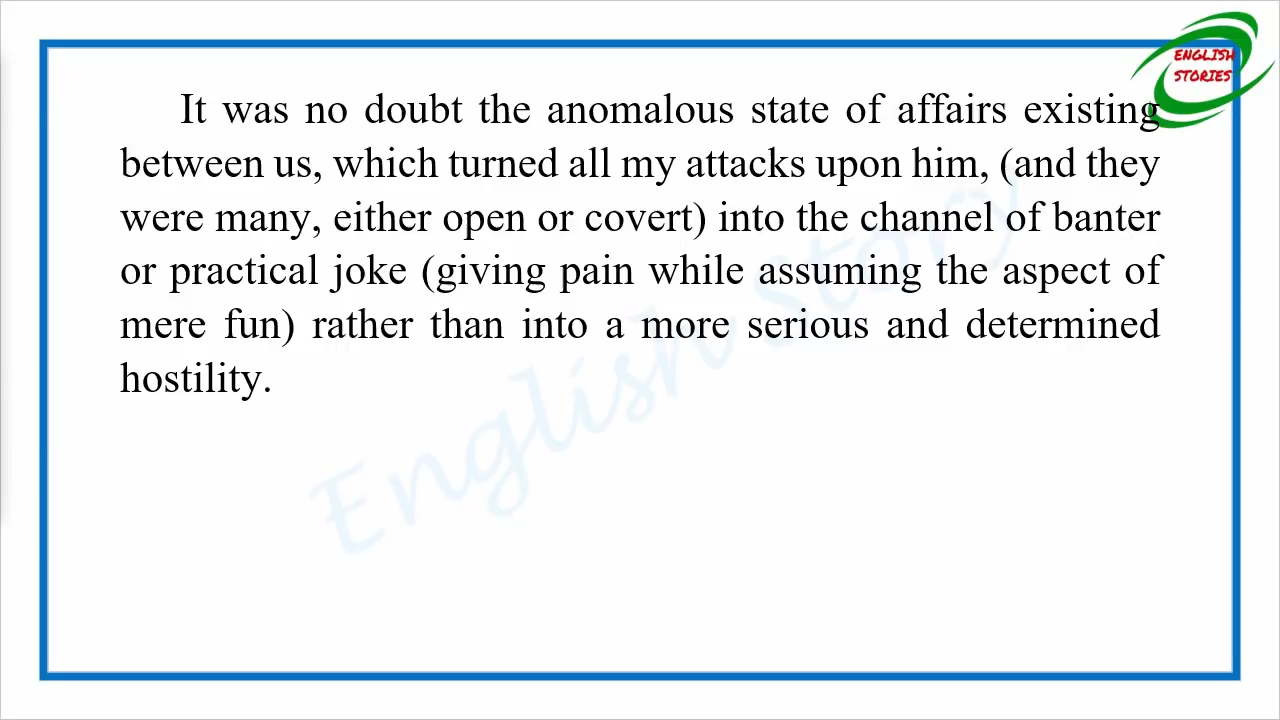 ENGLISH
STORIES
It was no doubt the anomalous state of affairs existing
between us, which turned all my attacks upon him, (and they
were many, either open or covert) into the channel of banter
or practical joke (giving pain while assuming the aspect of
mere fun) rather than into a more serious and determined
hostility.
English Story